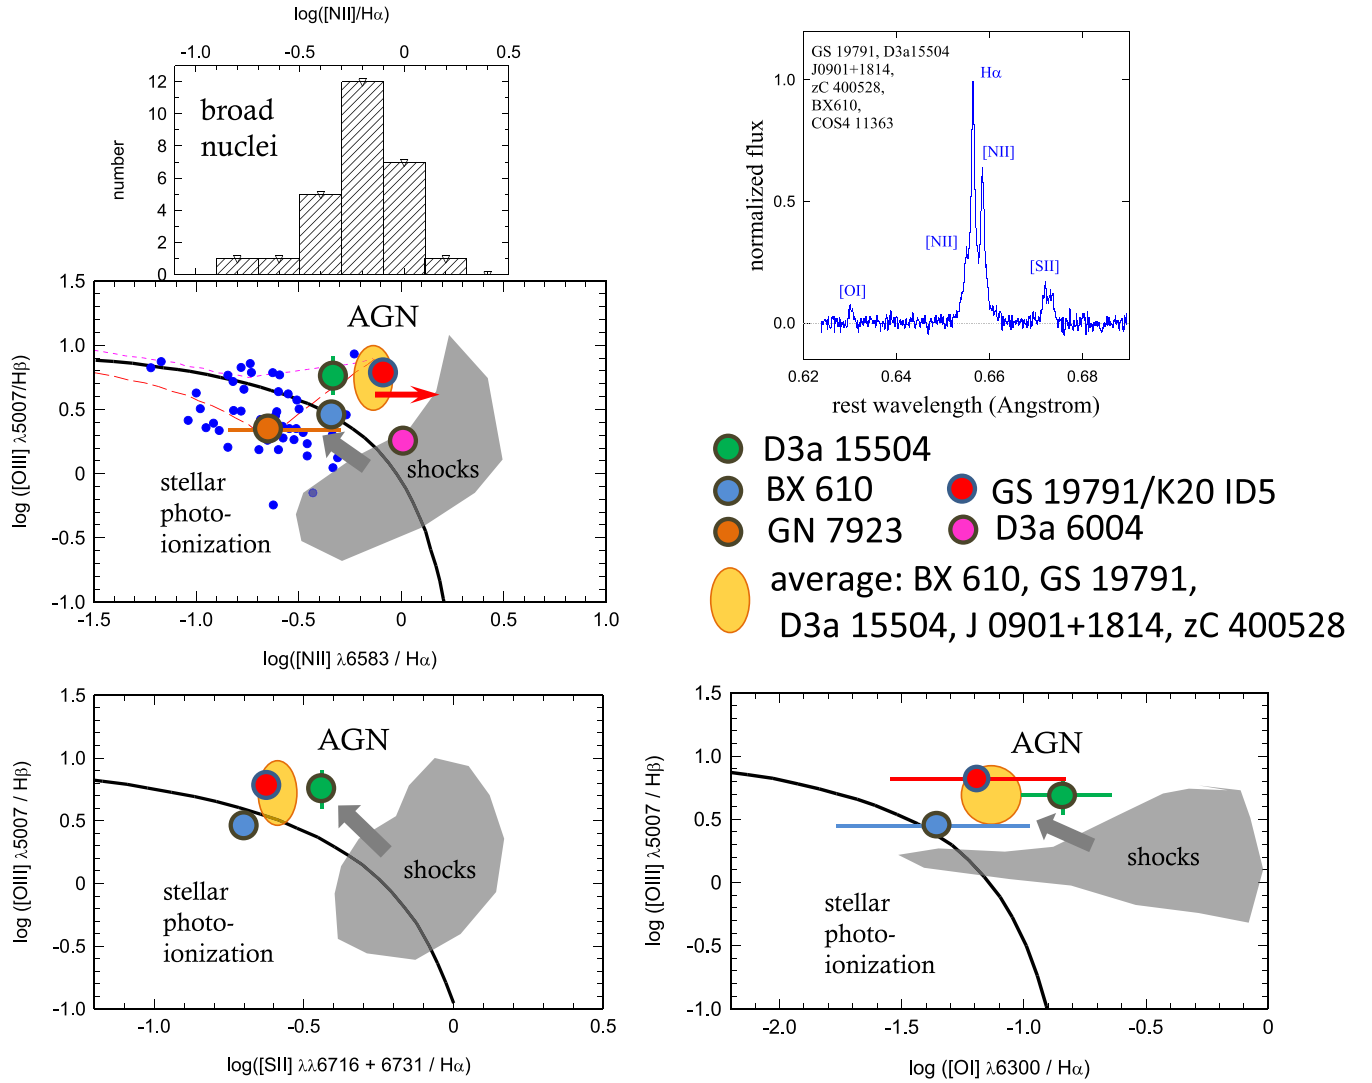 log([NII]/Hα)
-1.0 -0.5 0 0.5
12
10
8
6
4
2
0
number
broad
nuclei
1.5
1.0
0.5
0
-0.5
-1.0
log ([OIII] λ5007/Hβ)
AGN
shocks
stellar
photo-
ionization
-1.5 -1.0 -0.5 0 0.5 1.0
log([NII] λ6583 / Hα)
GS 19791, D3a15504
J0901+1814,
zC 400528,
BX610,
COS4 11363
Hα
[NII]
[NII]
[SII]
[OI]
1.0
0.5
0.0
normalized flux
0.62 0.64 0.66 0.68
rest wavelength (Angstrom)
D3a 15504
BX 610
GS 19791/K20 ID5
GN 7923
D3a 6004
average: BX 610, GS 19791,
D3a 15504, J 0901+1814, zC 400528
1.5
1.0
0.5
0
-0.5
-1.0
log ([OIII] λ5007 / Hβ)
AGN
shocks
stellar
photo-
ionization
-1.0 -0.5 0 0.5
log([SII] λλ6716 + 6731 / Hα)
1.5
1.0
0.5
0
-0.5
-1.0
log ([OIII] λ5007 / Hβ)
AGN
shocks
stellar
photo-
ionization
-2.0 -1.5 -1.0 -0.5 0
log ([OI] λ6300 / Hα)